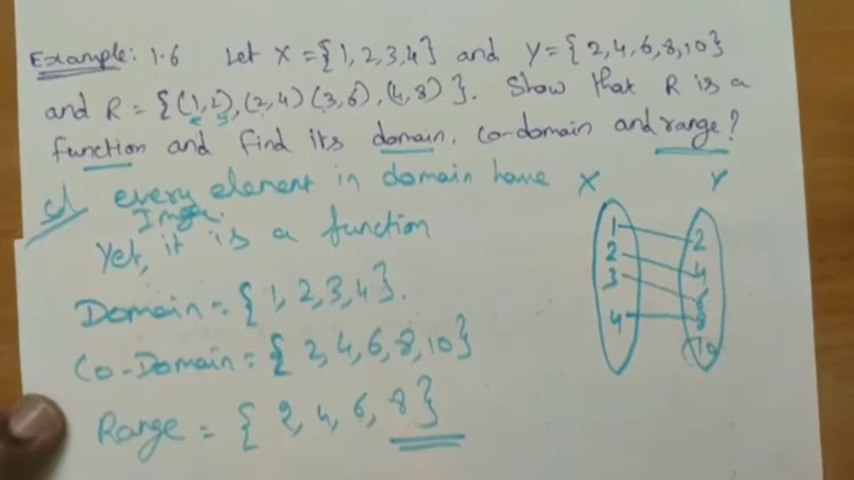 Example: 1.6 Let X = {1,2,3,4} and Y = {2,4,6,8,10}
and R = {(1,2),(2,4)(3,6),(4,8)}. Show that R is a
function and find its domain, co-domain and range?
every element in domain have
Image.
Yet, it is a function
Domain = {1,2,3,4}.
Co-Domain = {2,4,6,8,10}
Range = {2,4,6,8}
X Y
1 2
2 4
3 6
4 8
10